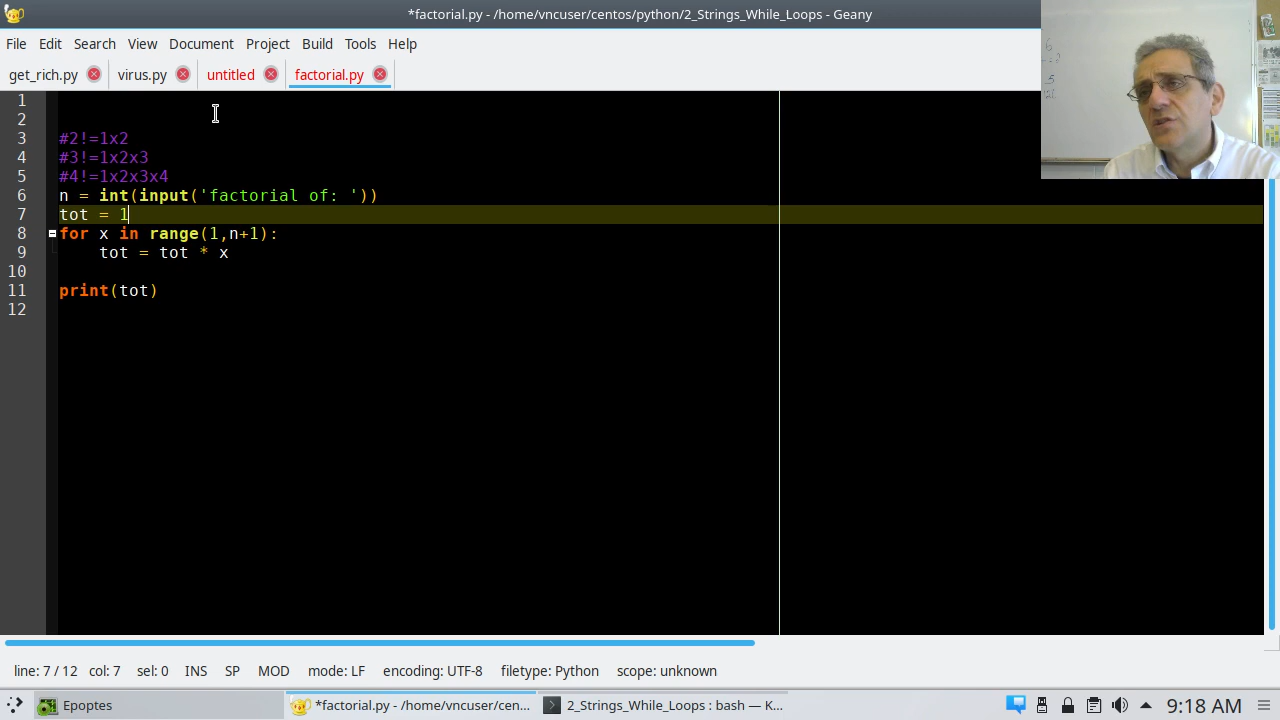 *factorial.py - /home/vncuser/centos/python/2_Strings_While_Loops - Geany
File Edit Search View Document Project Build Tools Help
get_rich.py virus.py untitled factorial.py
1
2
3 #2!=1x2
4 #3!=1x2x3
5 #4!=1x2x3x4
6 n = int(input('factorial of: '))
7 tot = 1
8 for x in range(1,n+1):
9 tot = tot * x
10
11 print(tot)
12
line: 7 / 12 col: 7 sel: 0 INS SP MOD mode: LF encoding: UTF-8 filetype: Python scope: unknown
Epoptes *factorial.py - /home/vncuser/cen... 2_Strings_While_Loops : bash — K... 9:18 AM